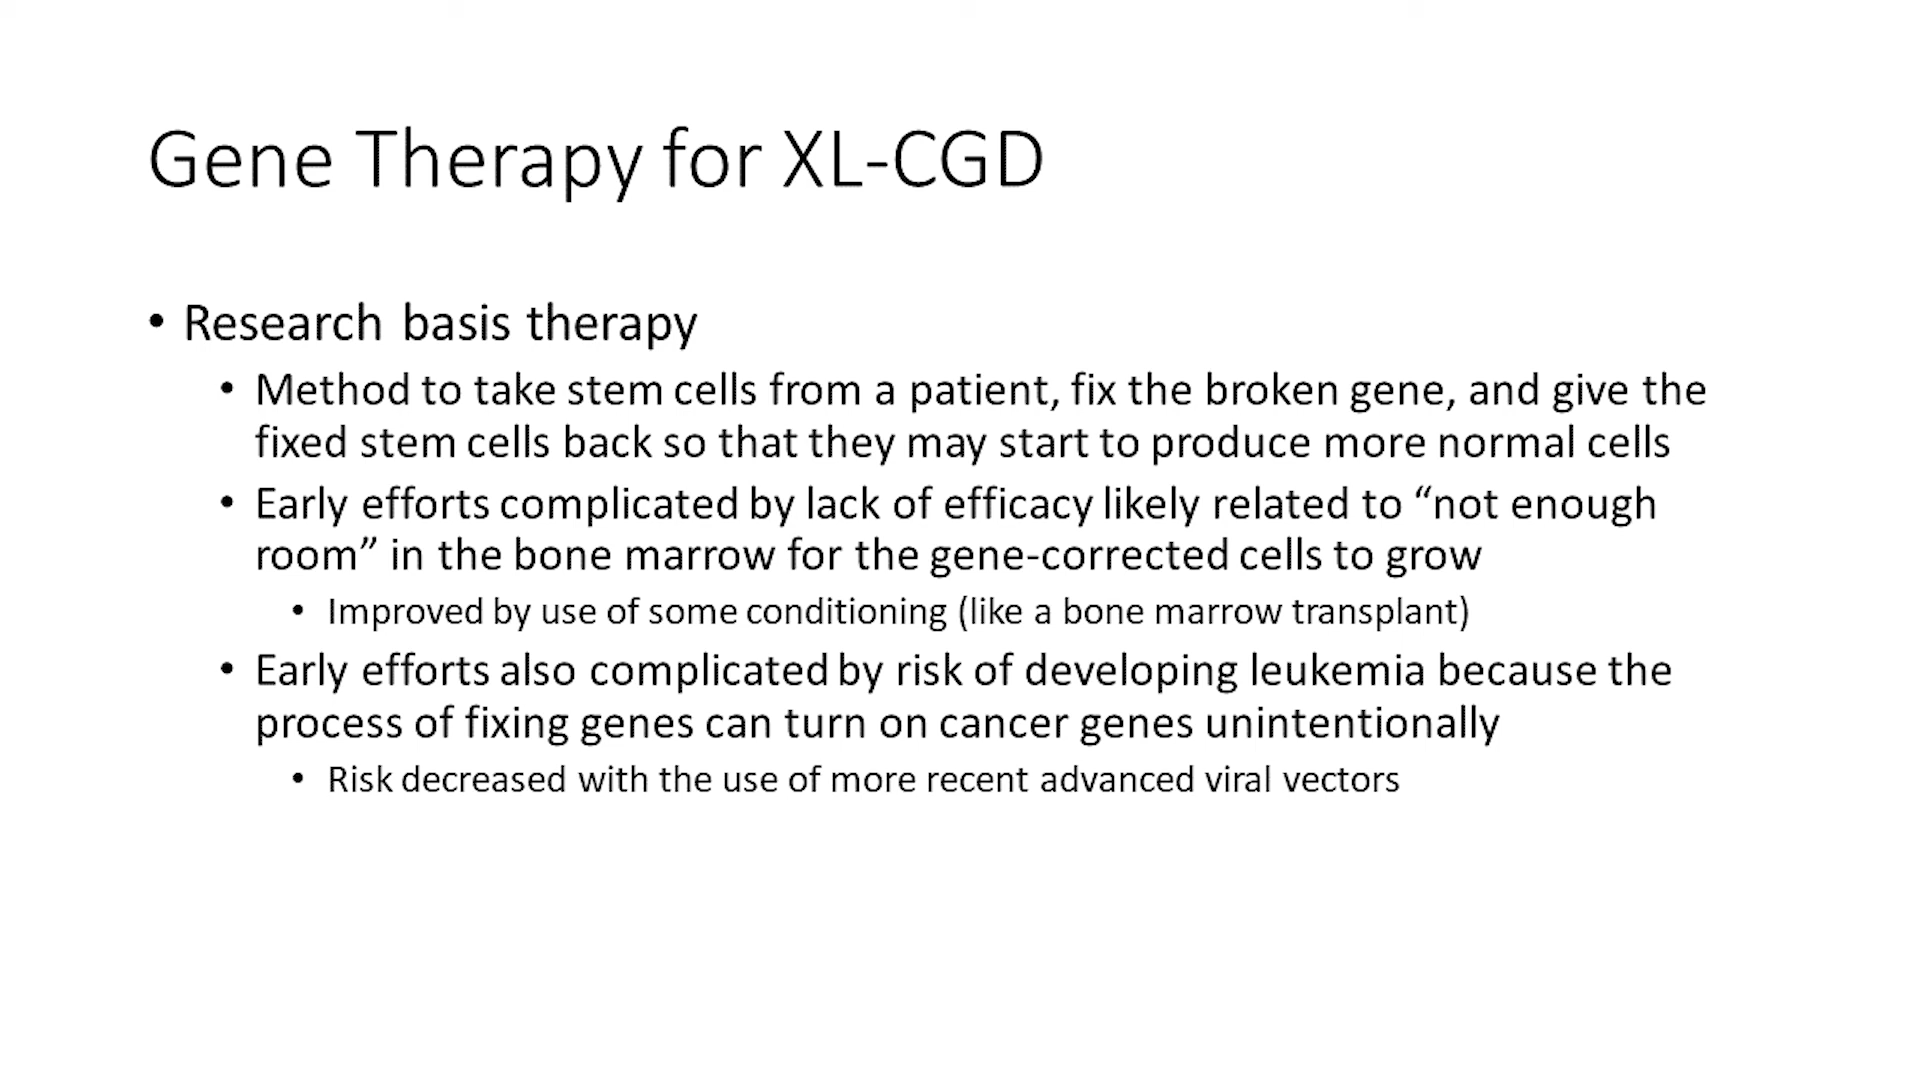 Gene Therapy for XL-CGD
• Research basis therapy
• Method to take stem cells from a patient, fix the broken gene, and give the
fixed stem cells back so that they may start to produce more normal cells
• Early efforts complicated by lack of efficacy likely related to “not enough
room” in the bone marrow for the gene-corrected cells to grow
• Improved by use of some conditioning (like a bone marrow transplant)
• Early efforts also complicated by risk of developing leukemia because the
process of fixing genes can turn on cancer genes unintentionally
• Risk decreased with the use of more recent advanced viral vectors